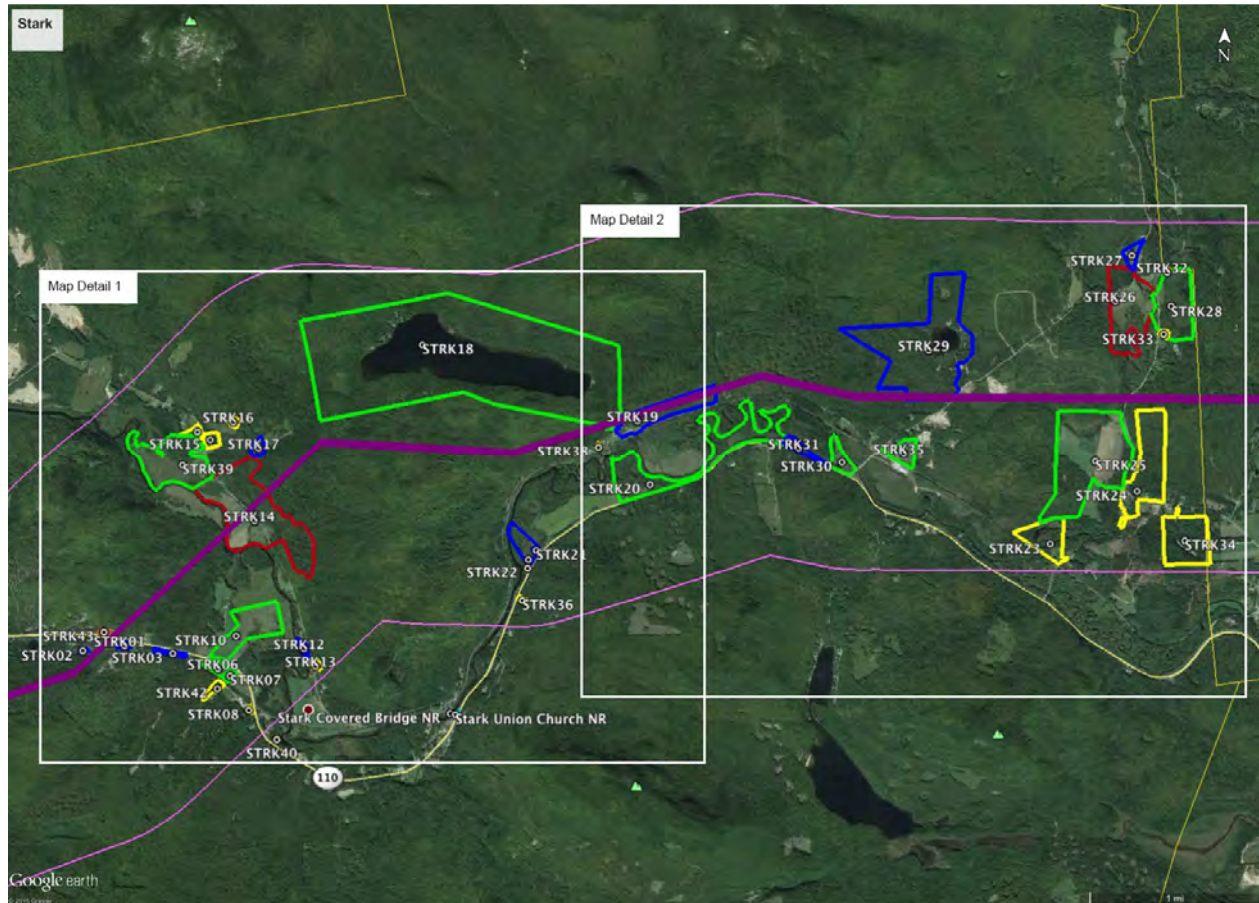 Stark
N
Map Detail 2
Map Detail 1
STRK27
STRK32
STRK26
STRK28
STRK33
STRK29
STRK18
STRK19
STRK16
STRK15
STRK17
STRK38
STRK31
STRK30
STRK35
STRK39
STRK20
STRK25
STRK24
STRK14
STRK23
STRK34
STRK21
STRK22
STRK36
STRK43
STRK01
STRK02
STRK03
STRK10
STRK12
STRK13
STRK06
STRK07
STRK42
STRK08
Stark Covered Bridge NR
Stark Union Church NR
STRK40
110
Google earth
1 mi